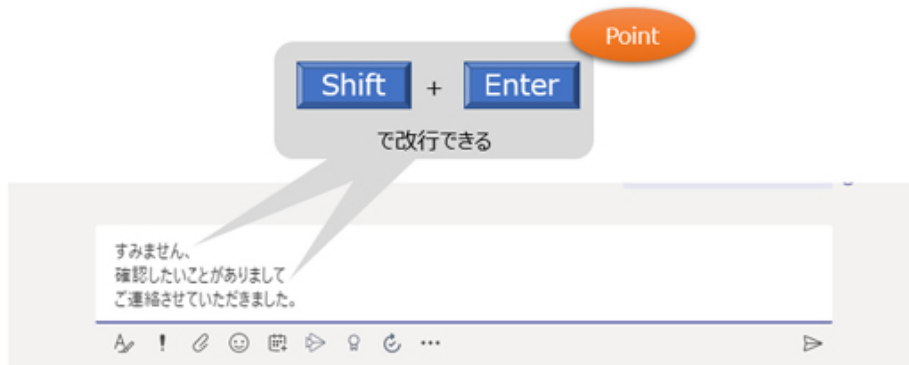 Point
Shift + Enter
で改行できる
すみません、
確認したいことがありまして
ご連絡させていただきました。